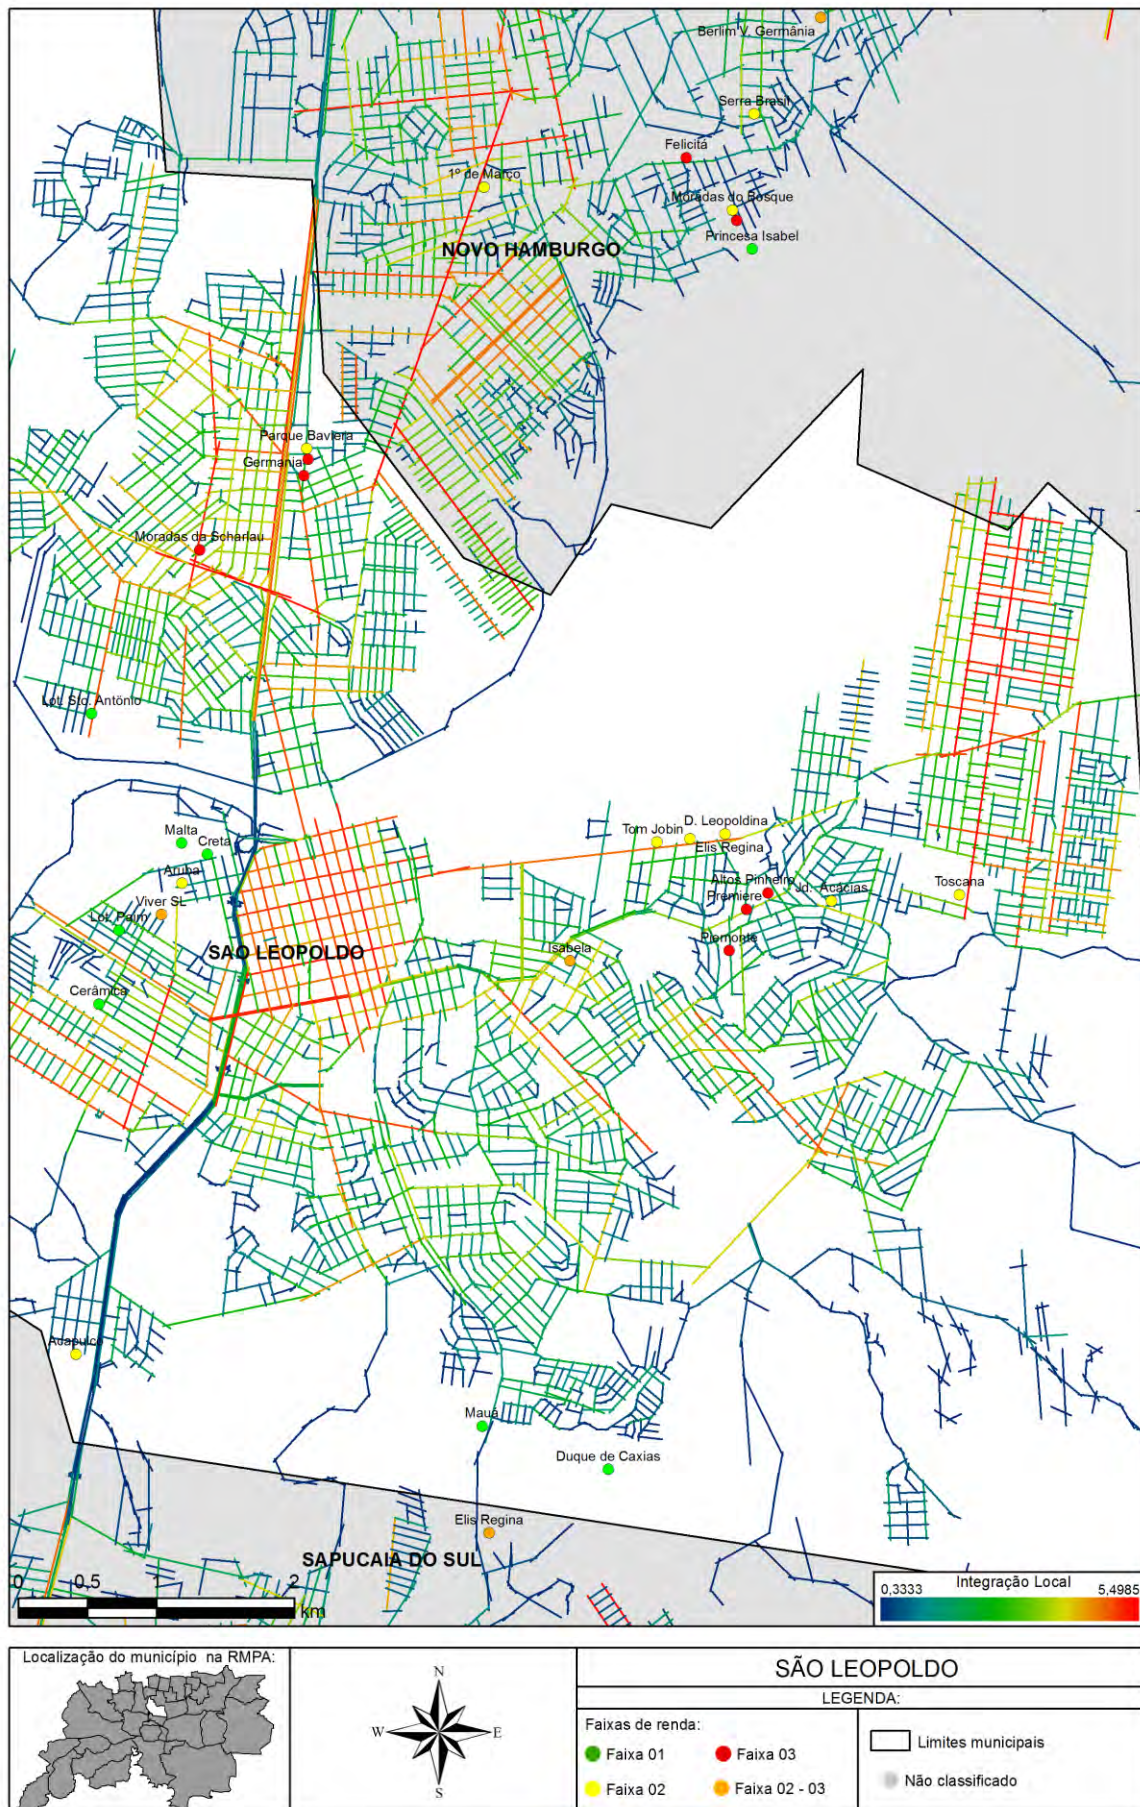 Berlim V. Germânia
Serra Brasil
Felicitá
1º de Março
Moradas do Bosque
Princesa Isabel
NOVO HAMBURGO
Parque Baviera
Germania
Moradas da Scharlau
Lot. Sto. Antônio
Malta
Creta
Aruba
Viver SL
Lot. Paim
SÃO LEOPOLDO
Cerâmica
Tom Jobin
D. Leopoldina
Elis Regina
Altos Pinheiro
Premiere
Jd. Acácias
Toscana
Piemonte
Isabela
Acapulco
Mauá
Duque de Caxias
Elis Regina
SAPUCAIA DO SUL
0 0,5 1 2
km
Integração Local
0,3333 5,4985
Localização do município na RMPA:
N
W E
S
SÃO LEOPOLDO
LEGENDA:
Faixas de renda:
Faixa 01 Faixa 03
Faixa 02 Faixa 02 - 03
Limites municipais
Não classificado